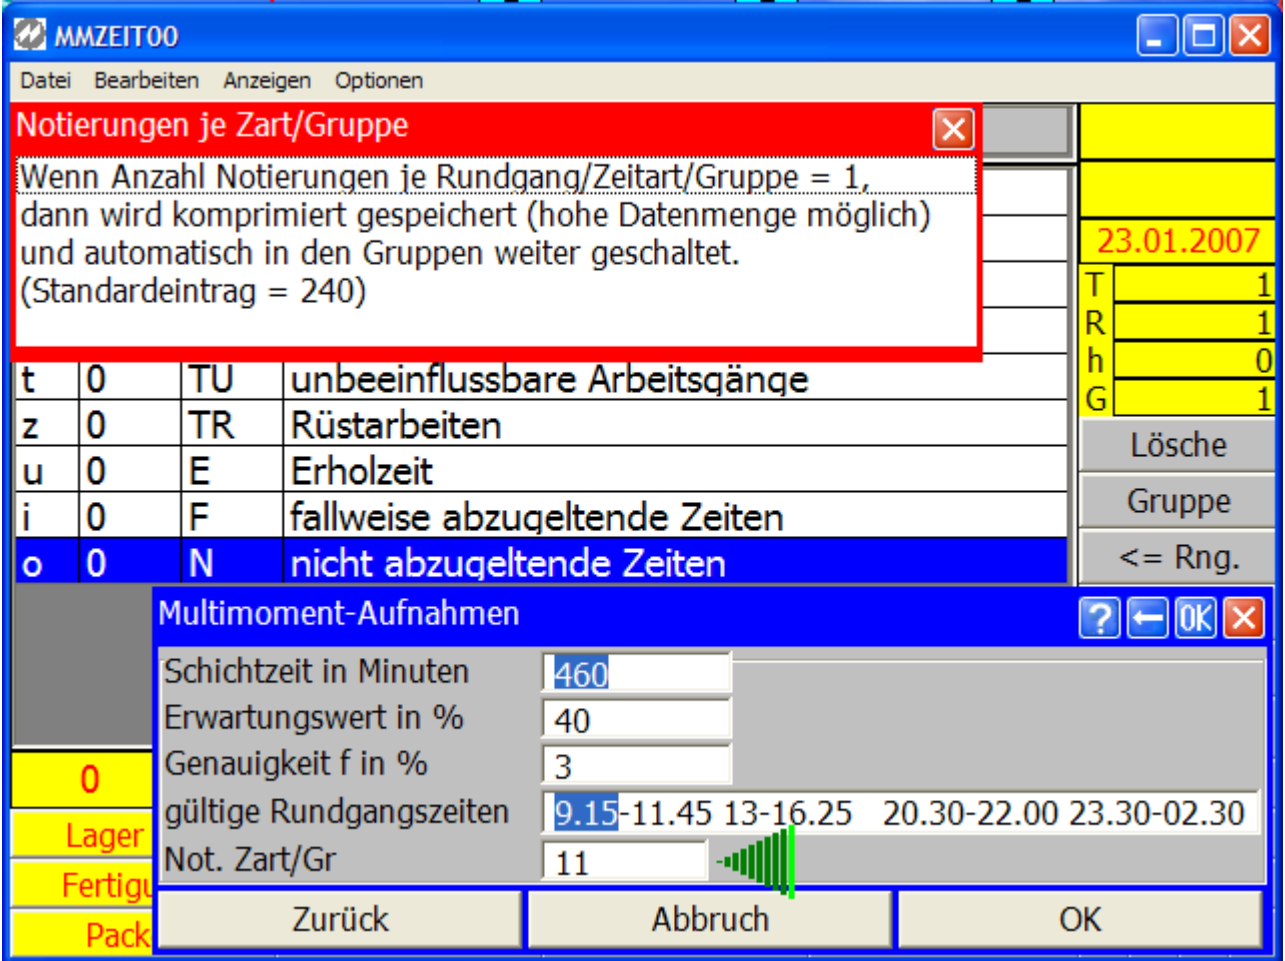 MMZEIT00
Datei Bearbeiten Anzeigen Optionen
Notierungen je Zart/Gruppe
Wenn Anzahl Notierungen je Rundgang/Zeitart/Gruppe = 1,
dann wird komprimiert gespeichert (hohe Datenmenge möglich)
und automatisch in den Gruppen weiter geschaltet.
(Standardeintrag = 240)
23.01.2007
T 1
R 1
h 0
G 1
t 0 TU unbeeinflussbare Arbeitsgänge
z 0 TR Rüstarbeiten
u 0 E Erholzeit
i 0 F fallweise abzugeltende Zeiten
o 0 N nicht abzugeltende Zeiten
Lösche
Gruppe
<= Rng.
Multimoment-Aufnahmen
? OK
Schichtzeit in Minuten 460
Erwartungswert in % 40
Genauigkeit f in % 3
gültige Rundgangszeiten 9.15-11.45 13-16.25 20.30-22.00 23.30-02.30
Not. Zart/Gr 11
Zurück Abbruch OK
0
Lager
Fertigu
Pack